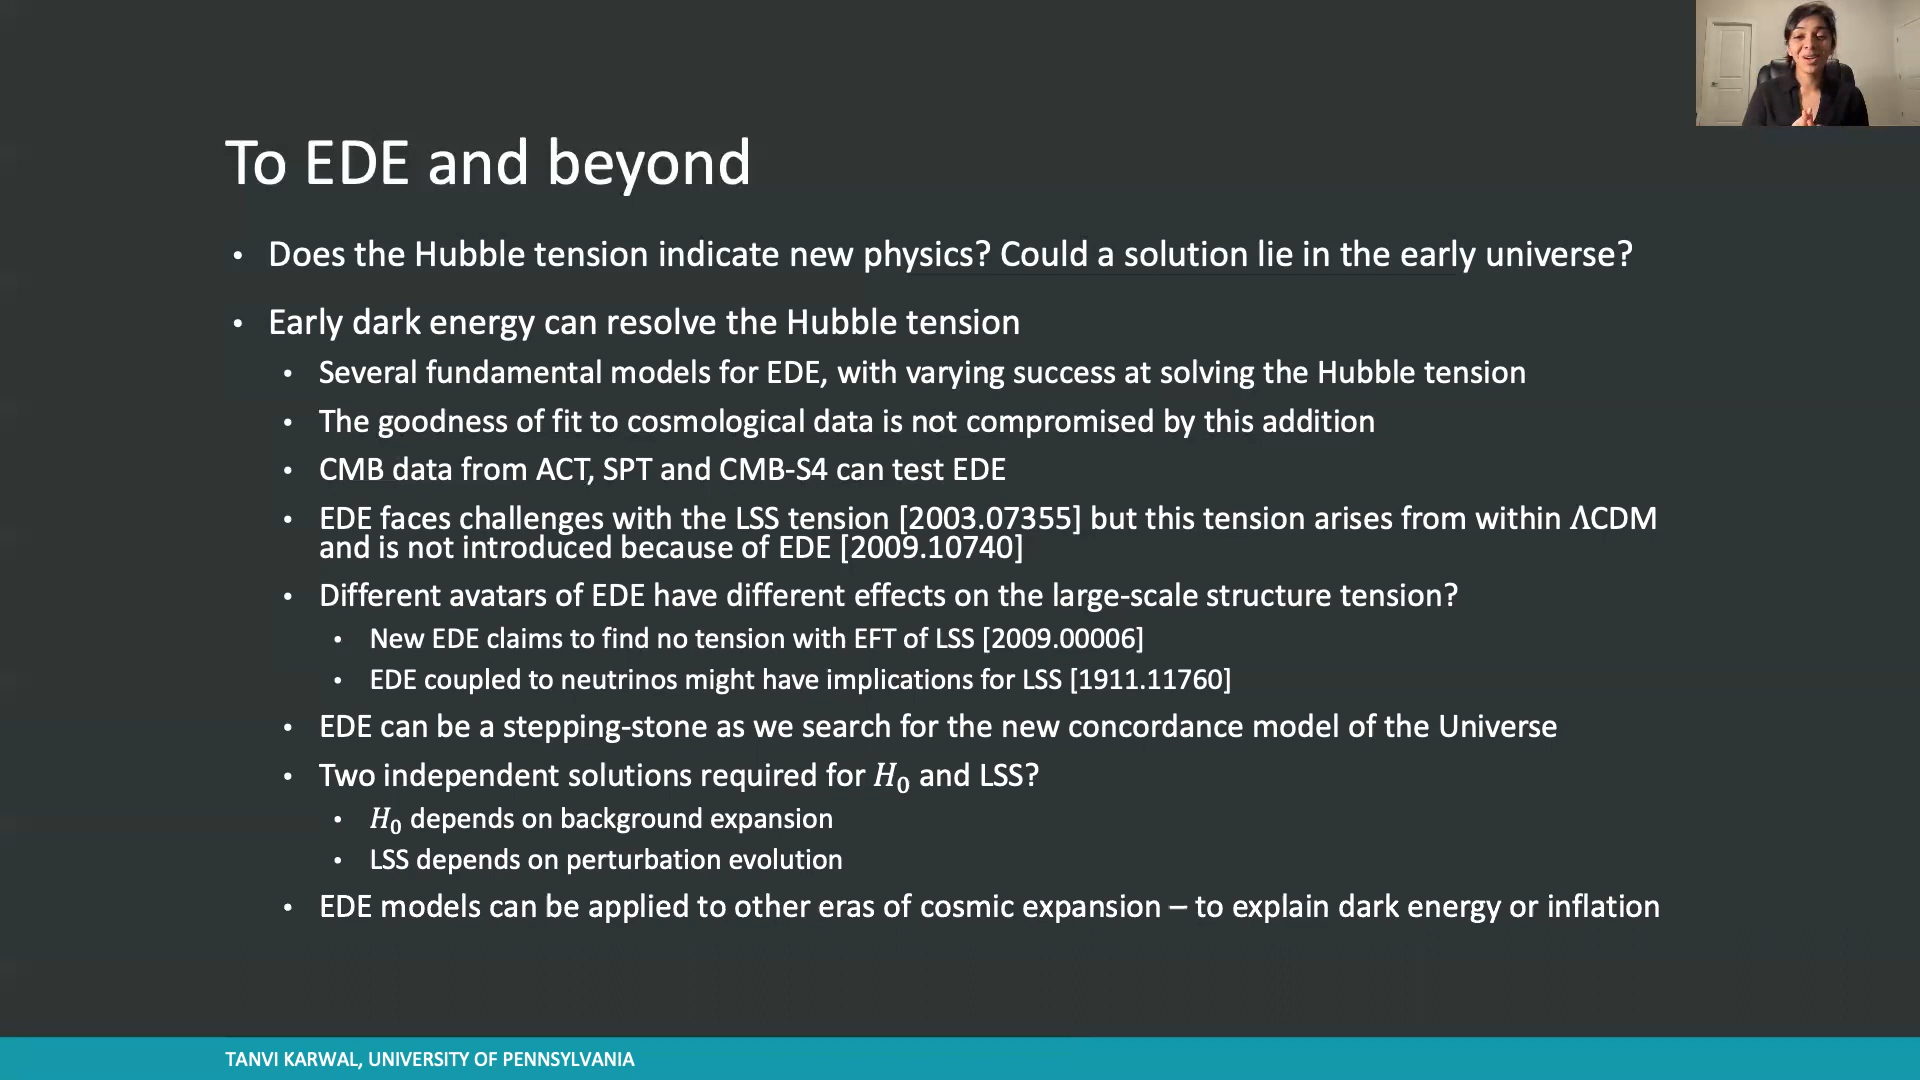 To EDE and beyond
• Does the Hubble tension indicate new physics? Could a solution lie in the early universe?
• Early dark energy can resolve the Hubble tension
• Several fundamental models for EDE, with varying success at solving the Hubble tension
• The goodness of fit to cosmological data is not compromised by this addition
• CMB data from ACT, SPT and CMB-S4 can test EDE
• EDE faces challenges with the LSS tension [2003.07355] but this tension arises from within ΛCDM
and is not introduced because of EDE [2009.10740]
• Different avatars of EDE have different effects on the large-scale structure tension?
• New EDE claims to find no tension with EFT of LSS [2009.00006]
• EDE coupled to neutrinos might have implications for LSS [1911.11760]
• EDE can be a stepping-stone as we search for the new concordance model of the Universe
• Two independent solutions required for H₀ and LSS?
• H₀ depends on background expansion
• LSS depends on perturbation evolution
• EDE models can be applied to other eras of cosmic expansion – to explain dark energy or inflation
TANVI KARWAL, UNIVERSITY OF PENNSYLVANIA